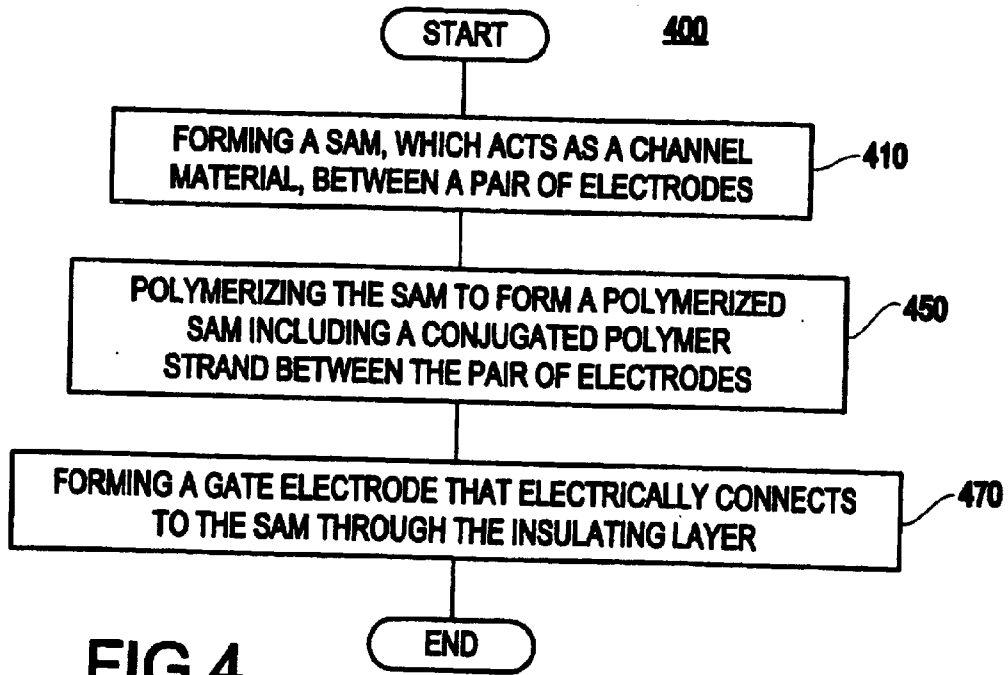 START
400
FORMING A SAM, WHICH ACTS AS A CHANNEL
MATERIAL, BETWEEN A PAIR OF ELECTRODES
410
POLYMERIZING THE SAM TO FORM A POLYMERIZED
SAM INCLUDING A CONJUGATED POLYMER
STRAND BETWEEN THE PAIR OF ELECTRODES
450
FORMING A GATE ELECTRODE THAT ELECTRICALLY CONNECTS
TO THE SAM THROUGH THE INSULATING LAYER
470
END
FIG.4